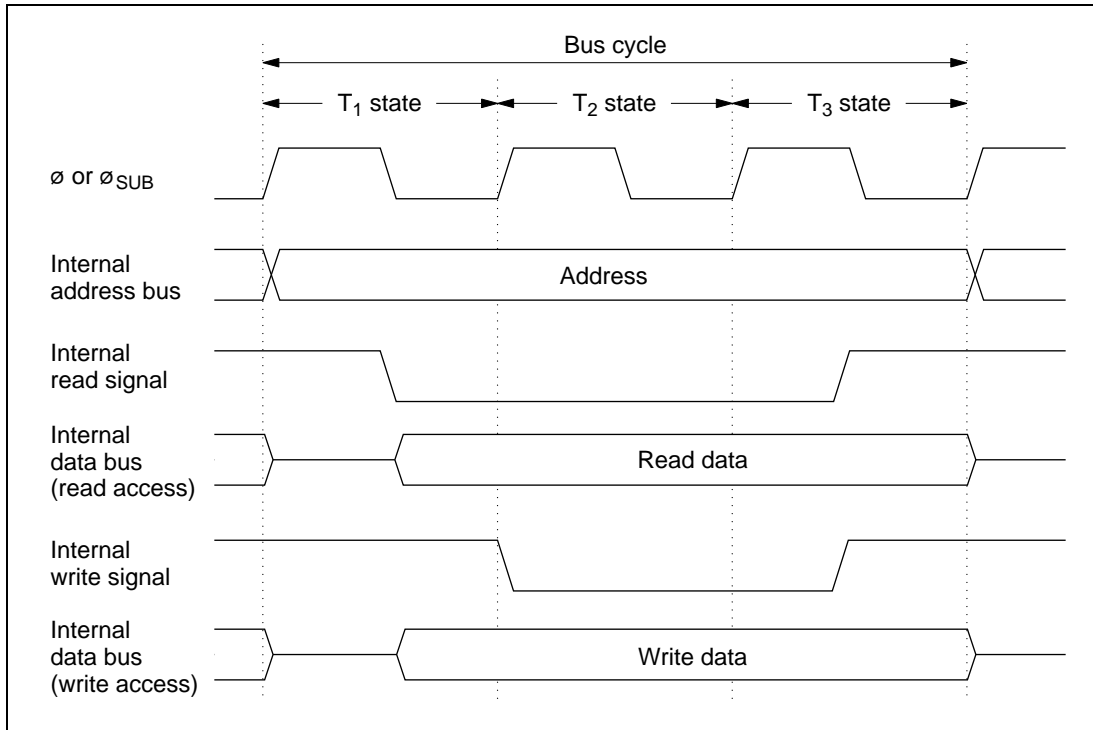 Bus cycle
T1 state T2 state T3 state
ø or øSUB
Internal
address bus
Address
Internal
read signal
Internal
data bus
(read access)
Read data
Internal
write signal
Internal
data bus
(write access)
Write data